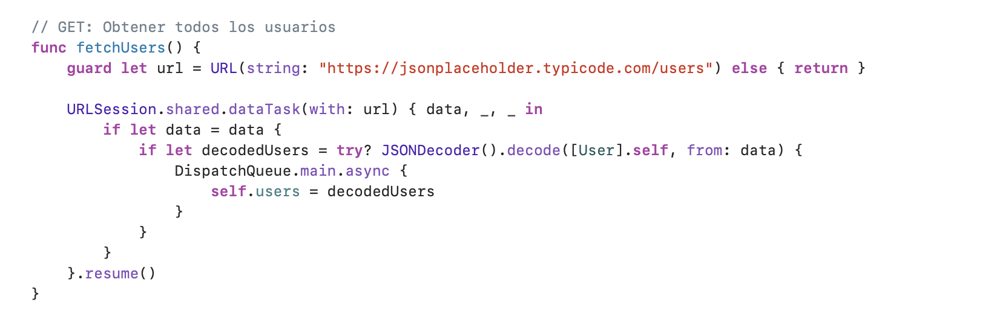 // GET: Obtener todos los usuarios
func fetchUsers() {
    guard let url = URL(string: "https://jsonplaceholder.typicode.com/users") else { return }

    URLSession.shared.dataTask(with: url) { data, _, _ in
        if let data = data {
            if let decodedUsers = try? JSONDecoder().decode([User].self, from: data) {
                DispatchQueue.main.async {
                    self.users = decodedUsers
                }
            }
        }
    }.resume()
}